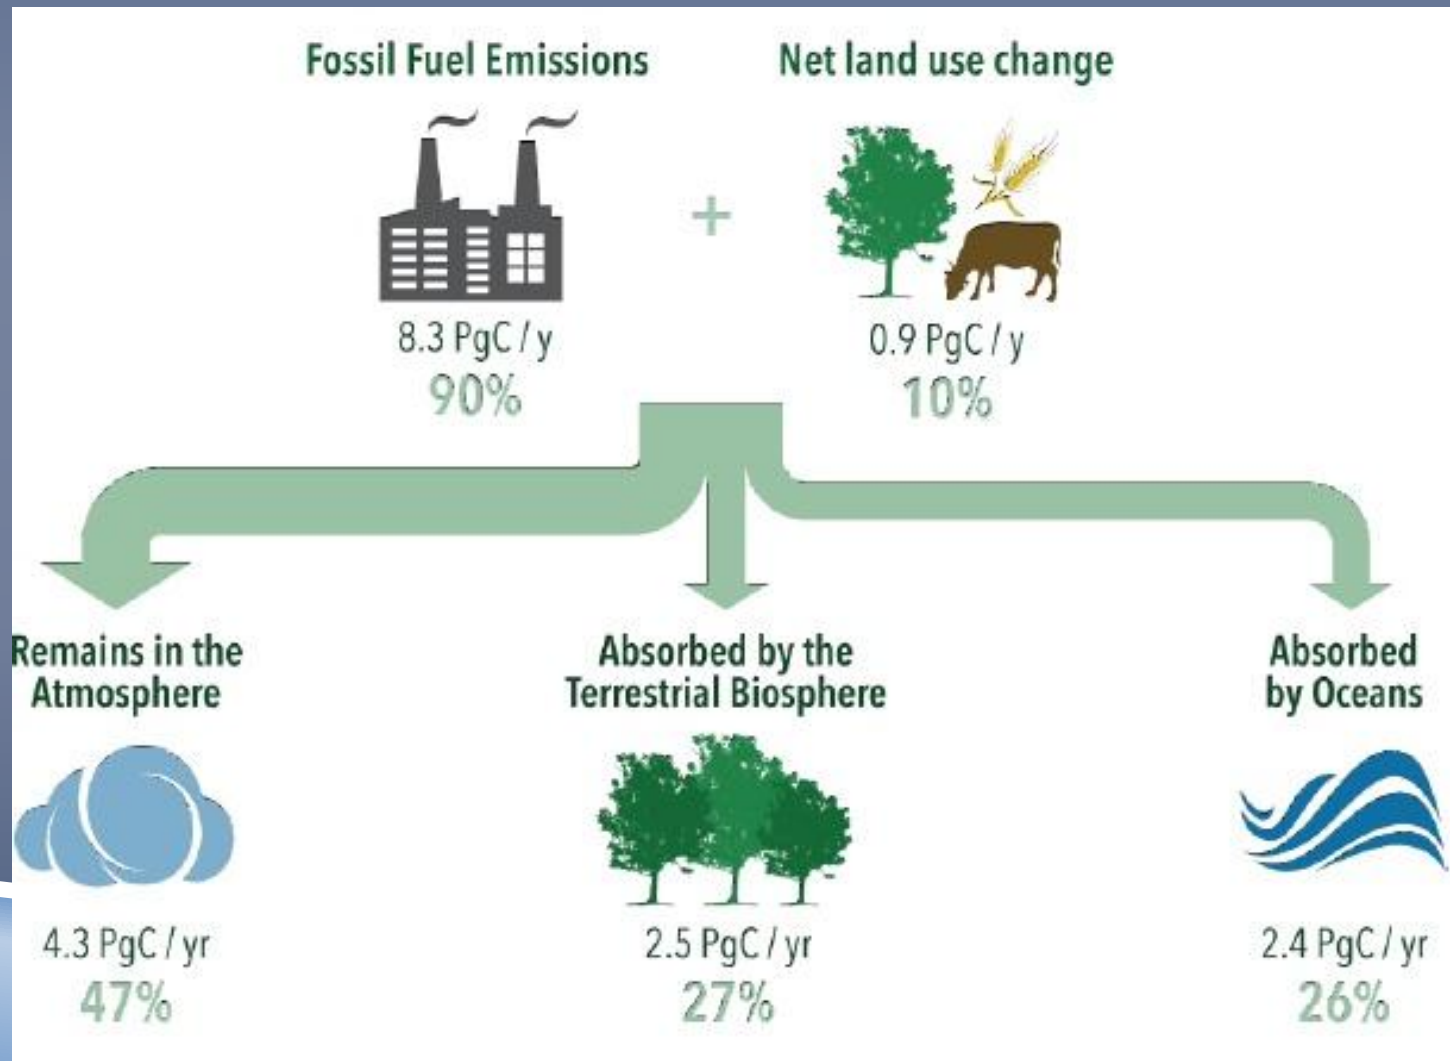 Fossil Fuel Emissions
Net land use change
+
8.3 PgC / y
90%
0.9 PgC / y
10%
Remains in the
Atmosphere
4.3 PgC / yr
47%
Absorbed by the
Terrestrial Biosphere
2.5 PgC / yr
27%
Absorbed
by Oceans
2.4 PgC / yr
26%